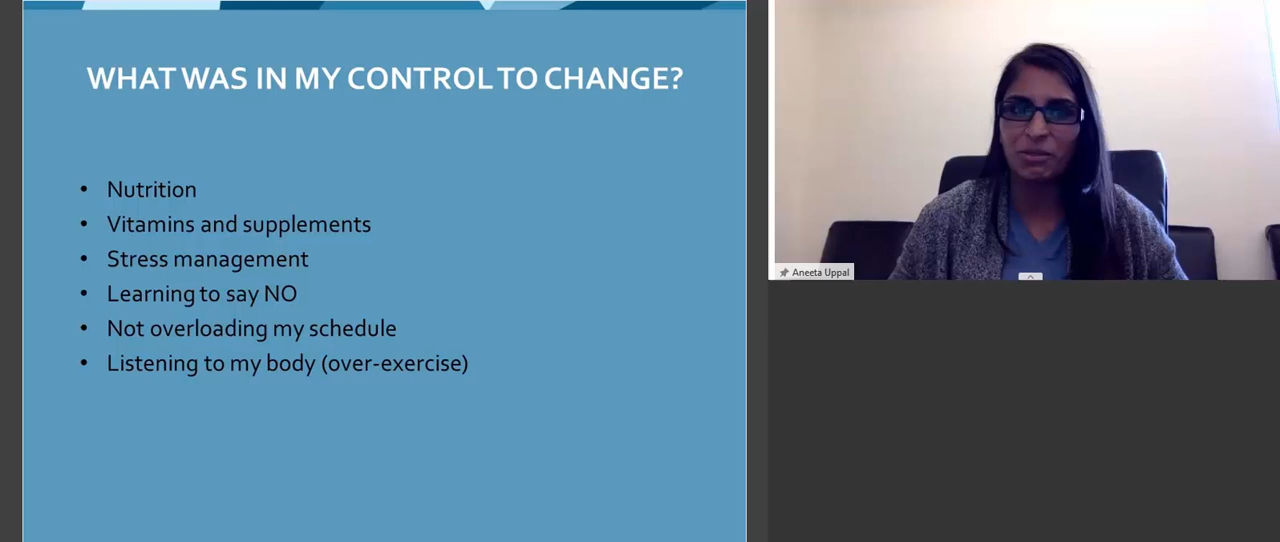 WHAT WAS IN MY CONTROL TO CHANGE?
• Nutrition
• Vitamins and supplements
• Stress management
• Learning to say NO
• Not overloading my schedule
• Listening to my body (over-exercise)
Aneeta Uppal